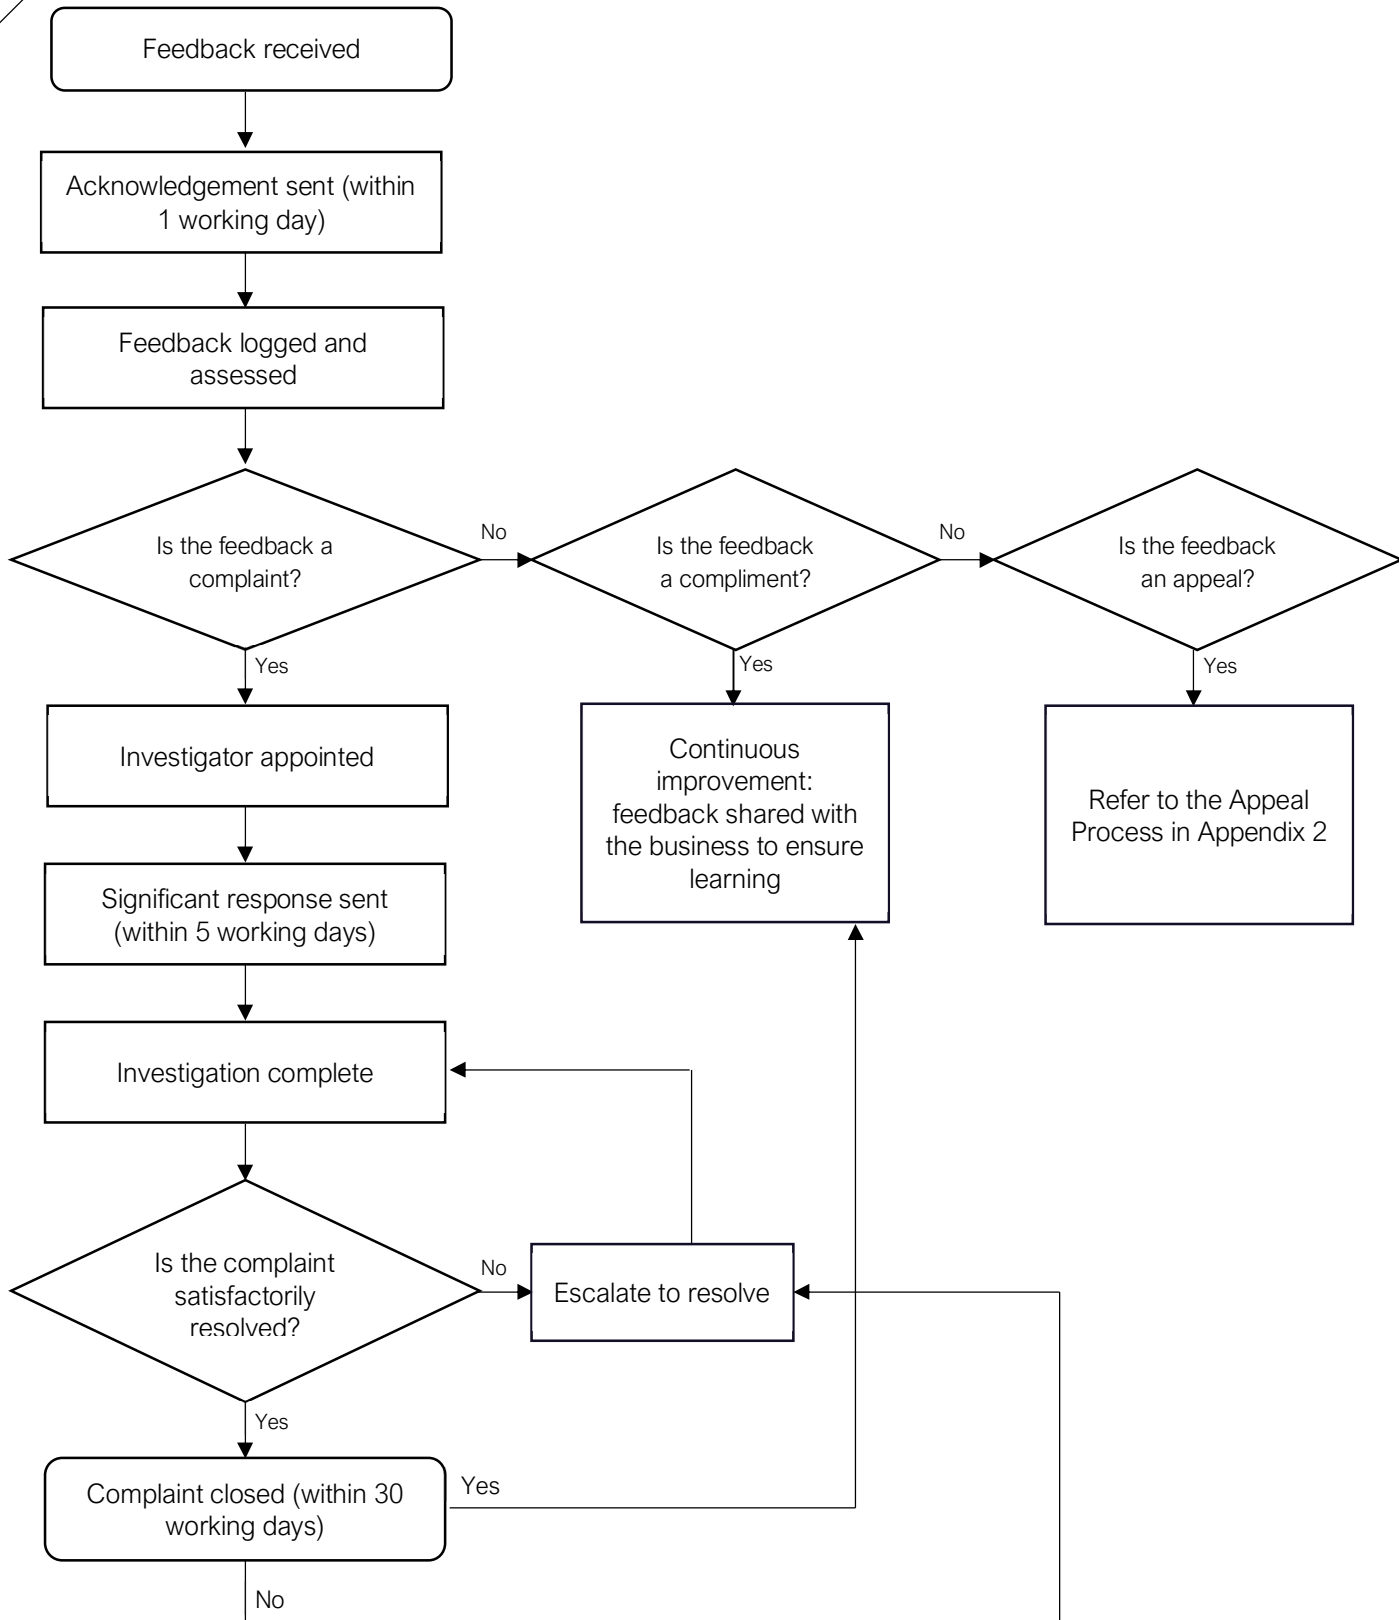 Feedback received
Acknowledgement sent (within
1 working day)
Feedback logged and
assessed
Is the feedback a
complaint?
No
Is the feedback
a compliment?
No
Is the feedback
an appeal?
Yes
Yes
Yes
Investigator appointed
Continuous
improvement:
feedback shared with
the business to ensure
learning
Refer to the Appeal
Process in Appendix 2
Significant response sent
(within 5 working days)
Investigation complete
Is the complaint
satisfactorily
resolved?
No
Escalate to resolve
Yes
Complaint closed (within 30
working days)
Yes
No